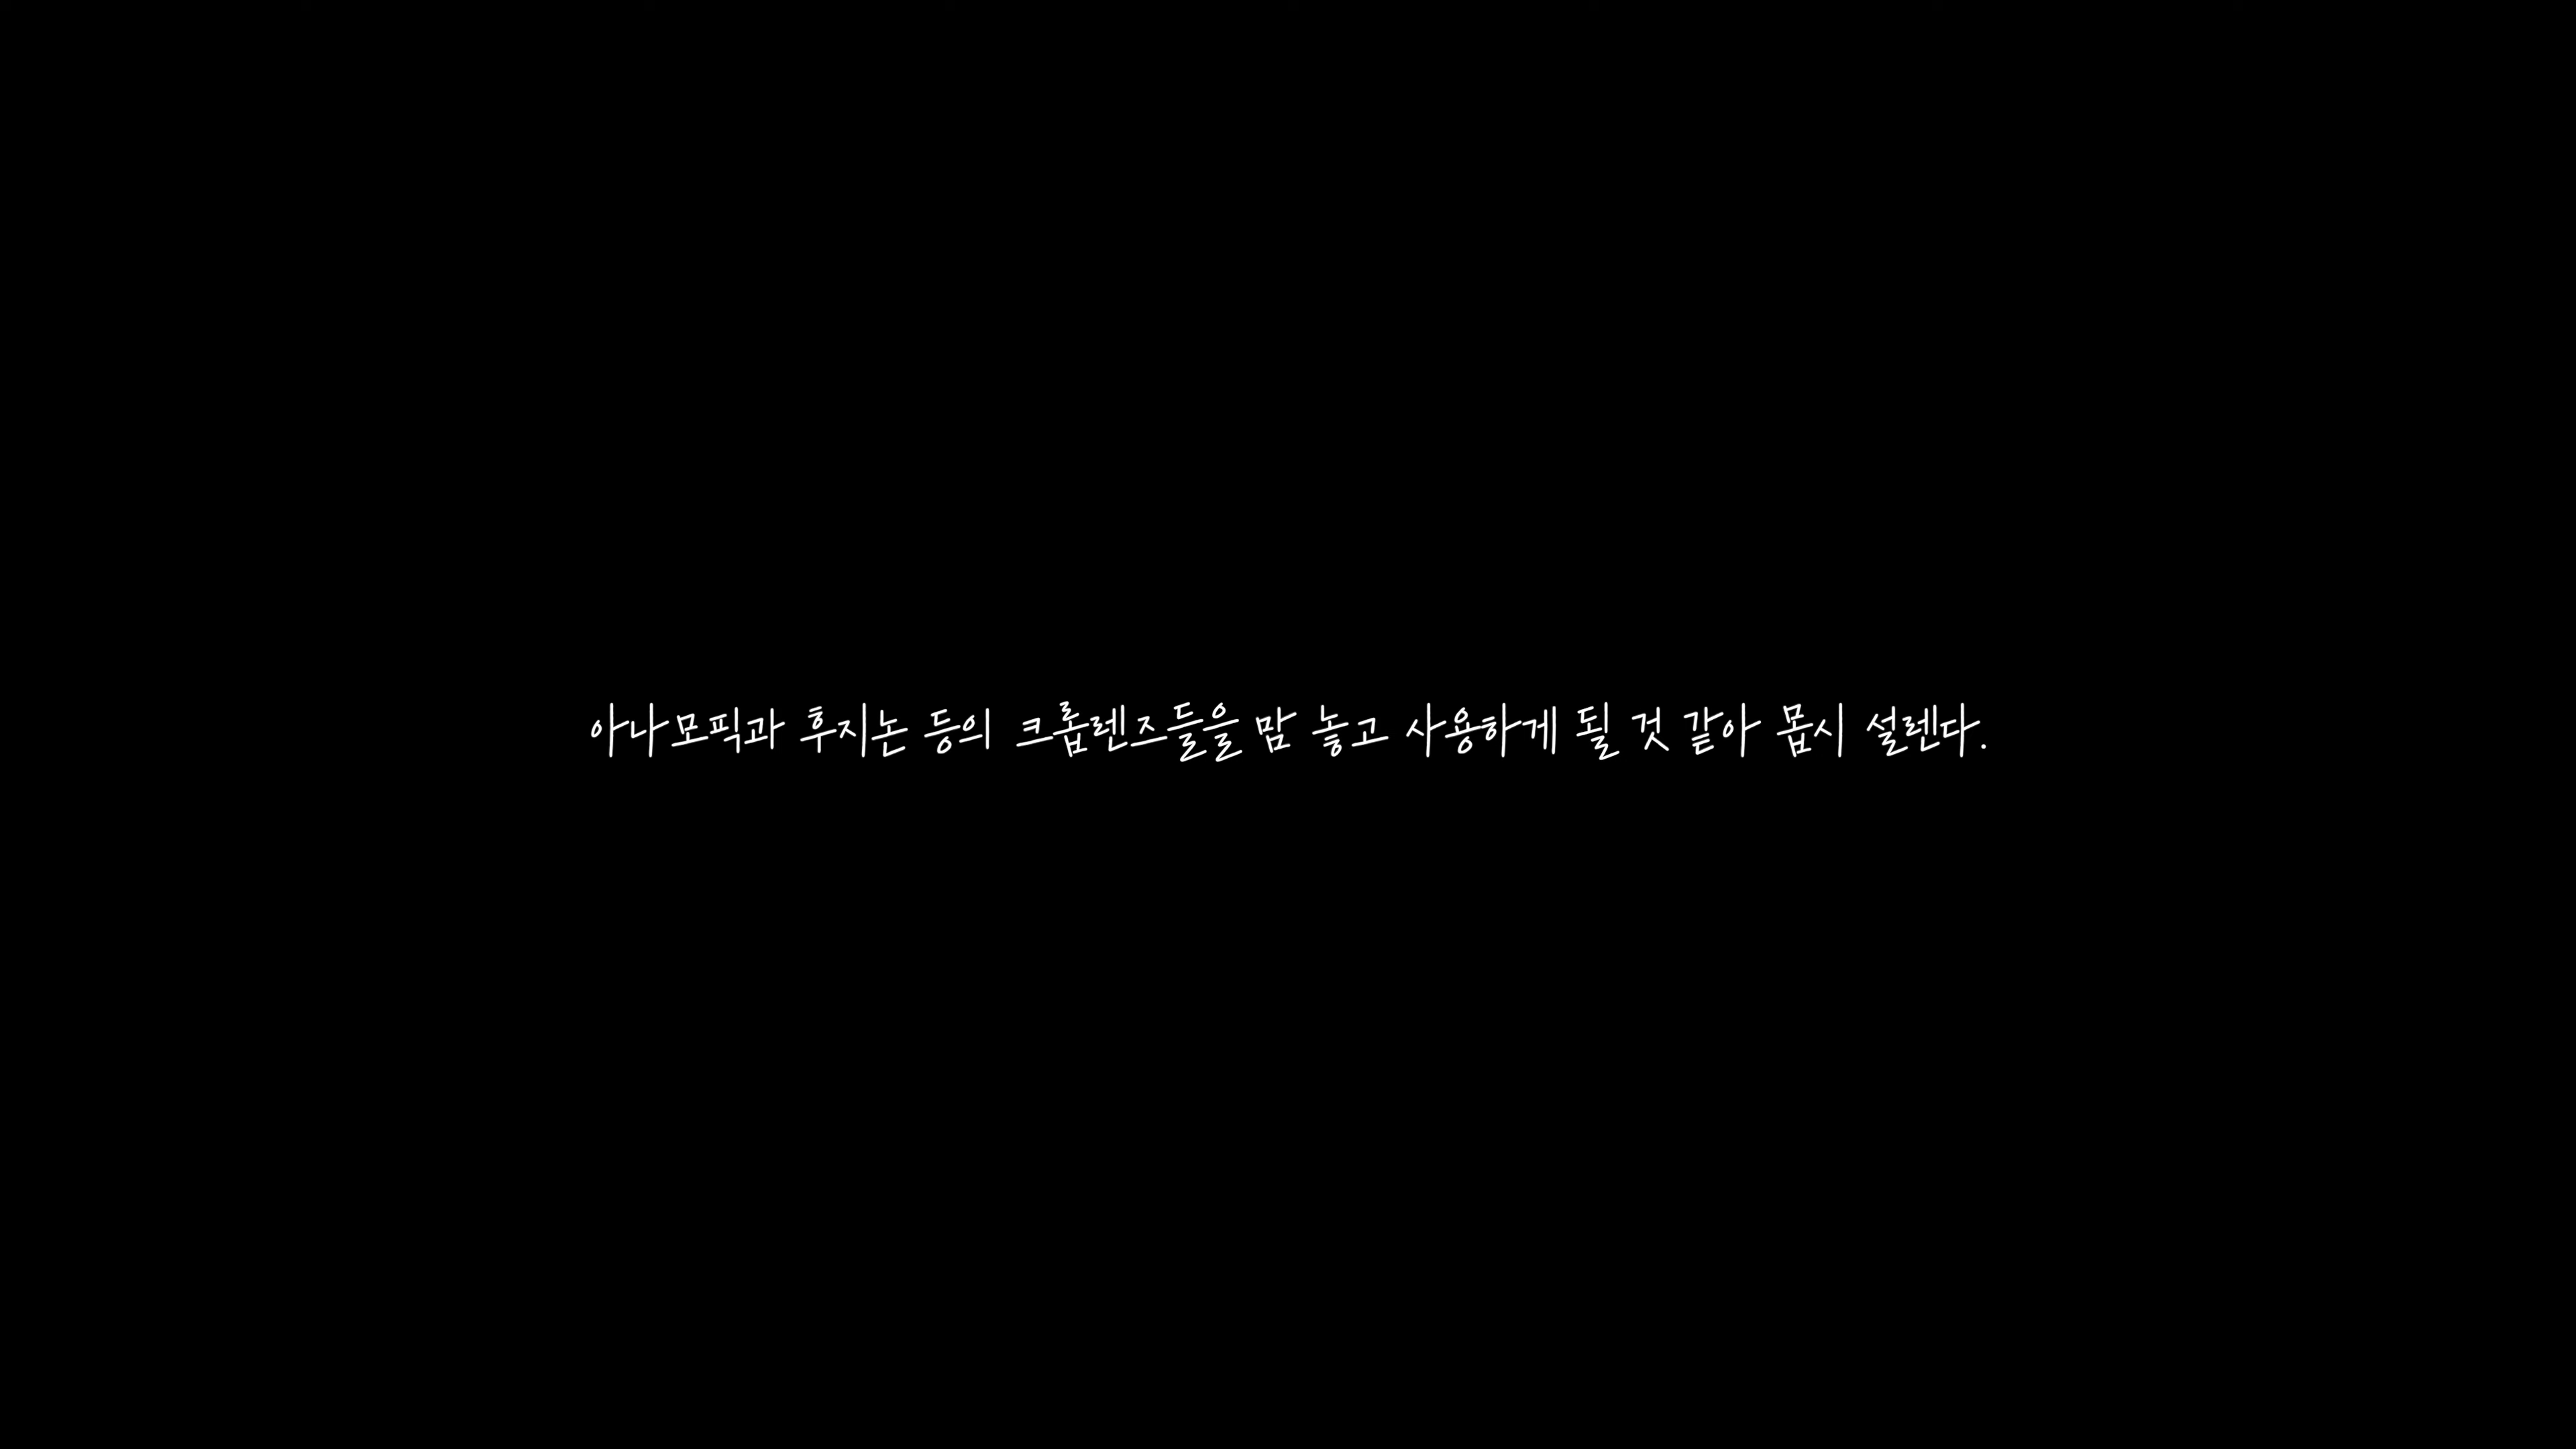 아나모픽과 후지논 등의 크롭렌즈들을 맘 놓고 사용하게 될 것 같아 몹시 설렌다.